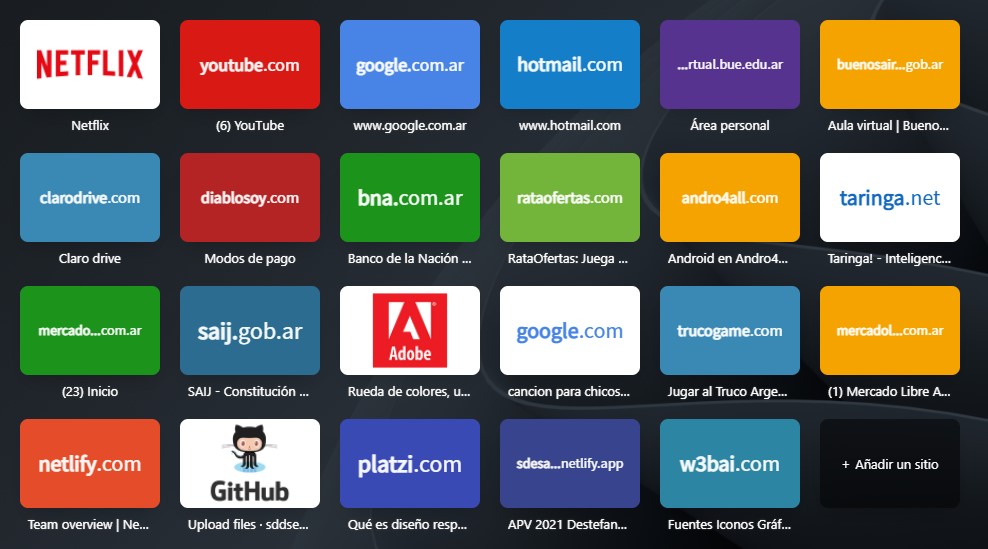 NETFLIX
youtube.com
google.com.ar
hotmail.com
...rtual.bue.edu.ar
buenosair...gob.ar
Netflix
(6) YouTube
www.google.com.ar
www.hotmail.com
Área personal
Aula virtual | Bueno...
clarodrive.com
diablosoy.com
bna.com.ar
rataofertas.com
andro4all.com
taringa.net
Claro drive
Modos de pago
Banco de la Nación ...
RataOfertas: Juega ...
Android en Andro4...
Taringa! - Inteligenc...
mercado...com.ar
saij.gob.ar
Adobe
google.com
trucogame.com
mercadol...com.ar
(23) Inicio
SAIJ - Constitución ...
Rueda de colores, u...
cancion para chicos...
Jugar al Truco Arge...
(1) Mercado Libre A...
netlify.com
GitHub
platzi.com
sdesa...netlify.app
w3bai.com
+ Añadir un sitio
Team overview | Ne...
Upload files · sddse...
Qué es diseño resp...
APV 2021 Destefan...
Fuentes Iconos Gráf...